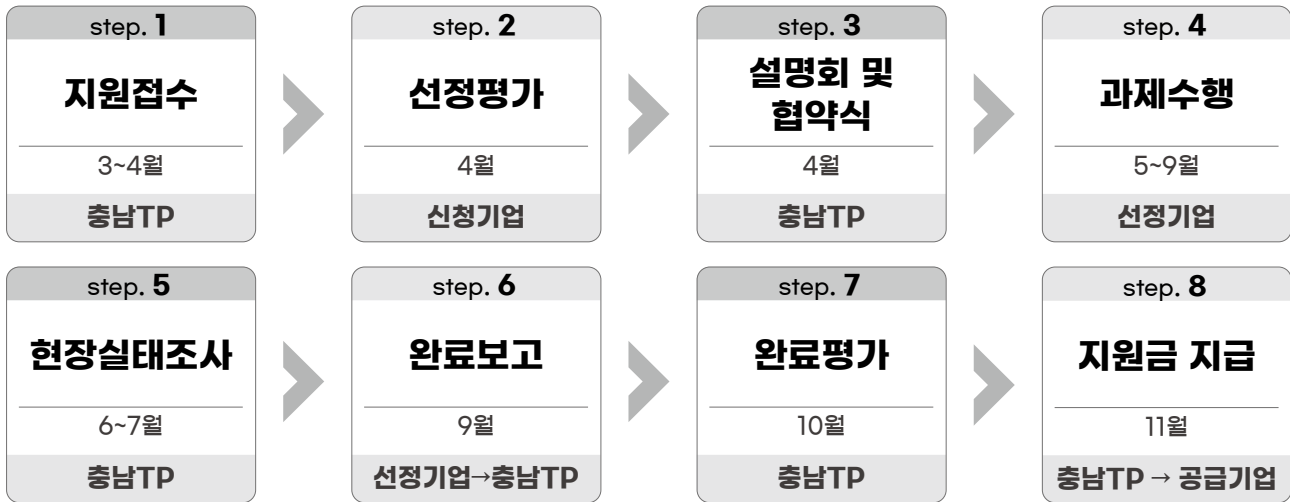 step. 1
지원접수
3~4월
충남TP
step. 2
선정평가
4월
신청기업
step. 3
설명회 및
협약식
4월
충남TP
step. 4
과제수행
5~9월
선정기업
step. 5
현장실태조사
6~7월
충남TP
step. 6
완료보고
9월
선정기업→충남TP
step. 7
완료평가
10월
충남TP
step. 8
지원금 지급
11월
충남TP → 공급기업